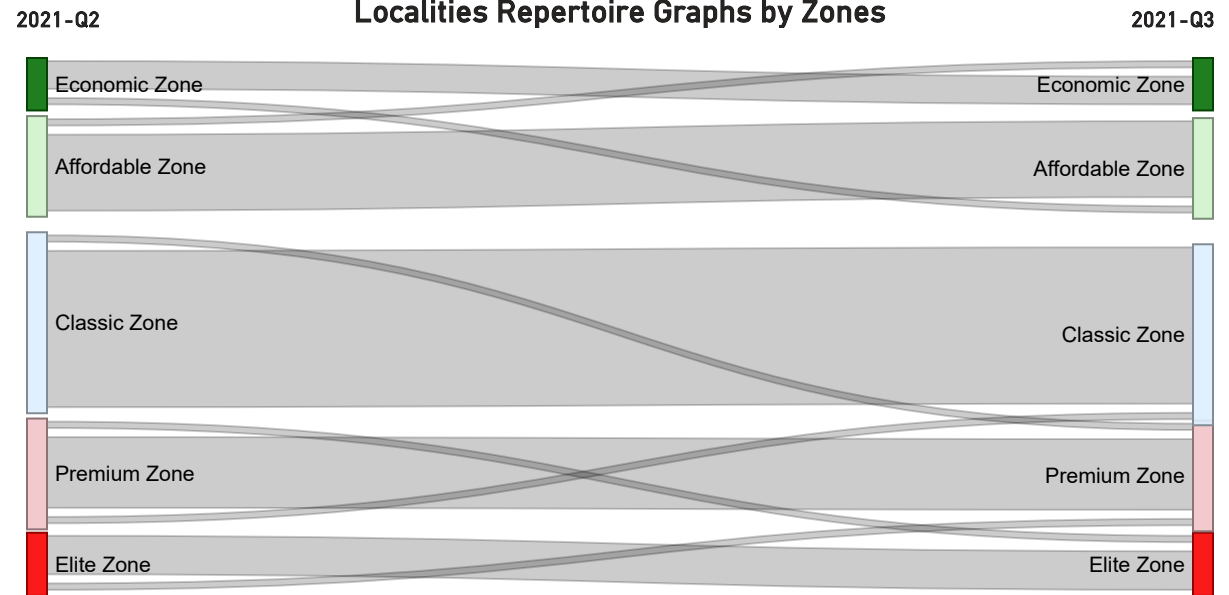 Localities Repertoire Graphs by Zones
2021-Q2
2021-Q3
Economic Zone
Economic Zone
Affordable Zone
Affordable Zone
Classic Zone
Classic Zone
Premium Zone
Premium Zone
Elite Zone
Elite Zone